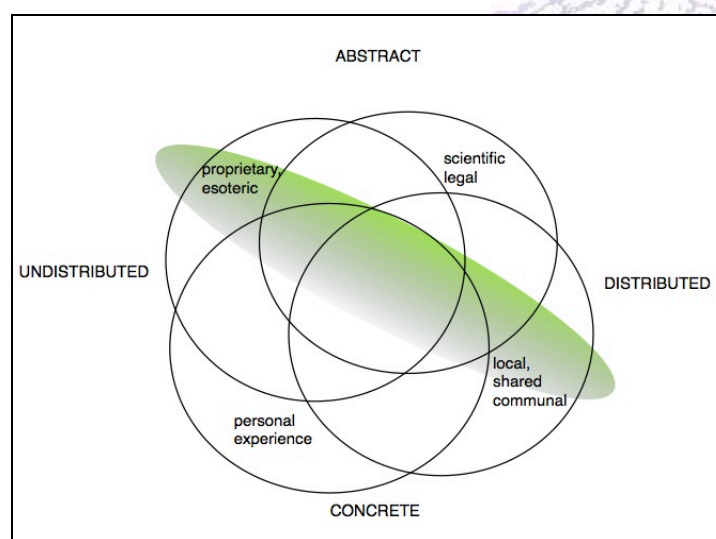 ABSTRACT
proprietary,
esoteric
scientific
legal
UNDISTRIBUTED
DISTRIBUTED
local,
shared
communal
personal
experience
CONCRETE